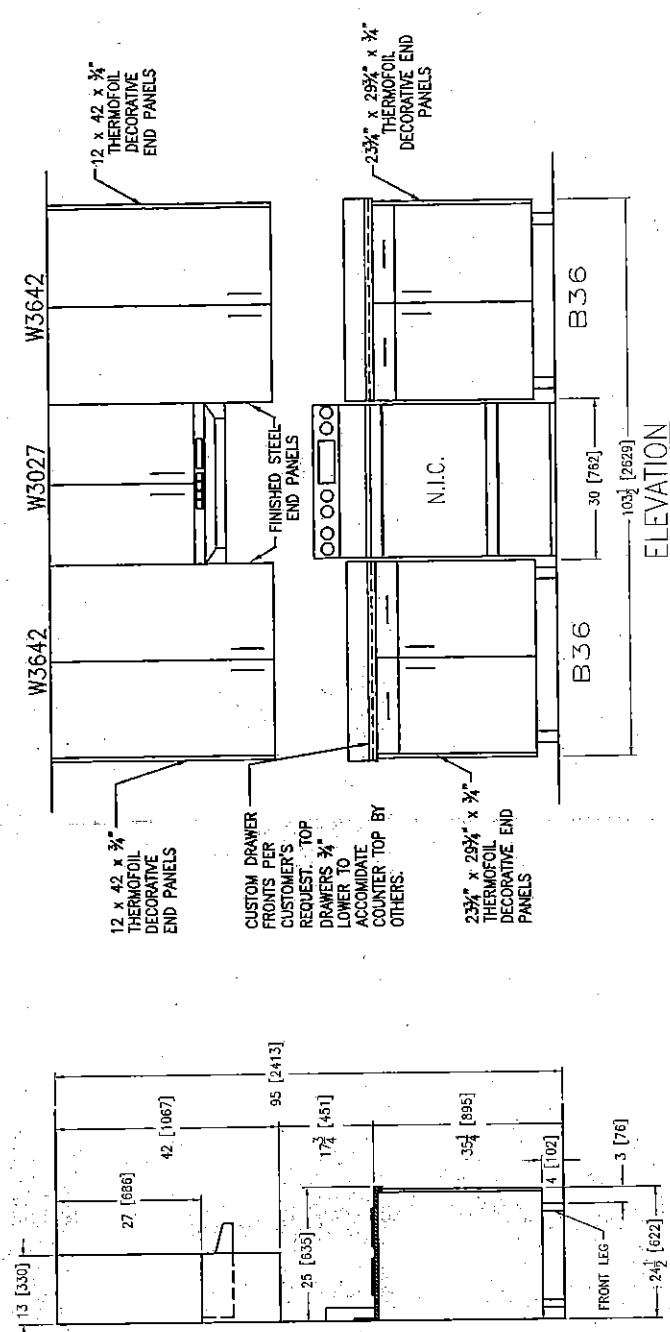 W3642
W3027
W3642
12 x 42 x ¾"
THERMOFOIL
DECORATIVE
END PANELS
12 x 42 x ¾"
THERMOFOIL
DECORATIVE
END PANELS
FINISHED STEEL
END PANELS
CUSTOM DRAWER
FRONTS PER
CUSTOMER'S
REQUEST. TOP
DRAWERS ¾"
LOWER TO
ACCOMIDATE
COUNTER TOP BY
OTHERS.
23¾" x 29¾" x ¾"
THERMOFOIL
DECORATIVE END
PANELS
23¾" x 29¾" x ¾"
THERMOFOIL
DECORATIVE END
PANELS
N.I.C.
B36
B36
30 [762]
103½ [2629]
ELEVATION
13 [330]
27 [686]
42 [1067]
95 [2413]
17¾ [451]
25 [635]
35¼ [895]
4 [102]
3 [76]
FRONT LEG
24½ [622]